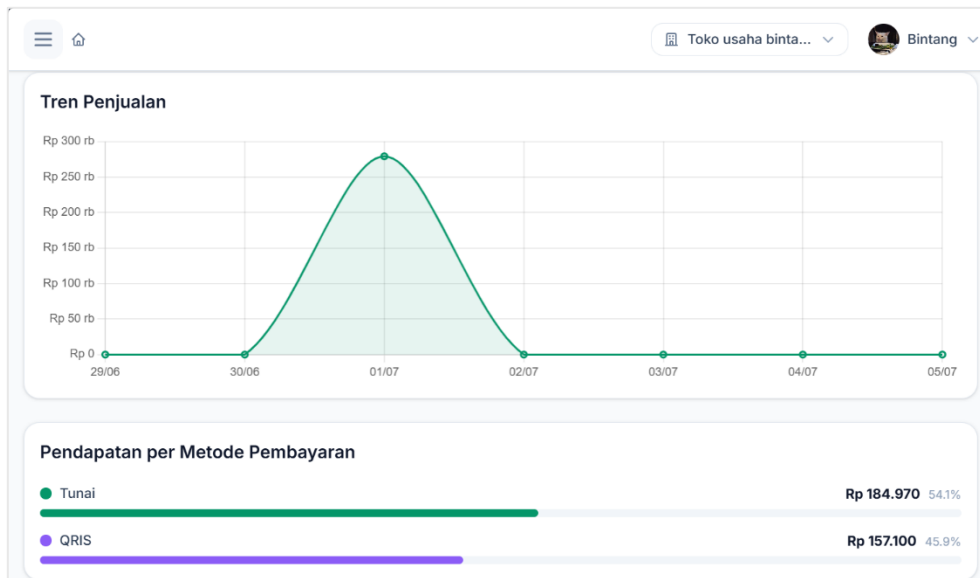 Toko usaha binta...
Bintang
Tren Penjualan
Rp 300 rb
Rp 250 rb
Rp 200 rb
Rp 150 rb
Rp 100 rb
Rp 50 rb
Rp 0
29/06 30/06 01/07 02/07 03/07 04/07 05/07
Pendapatan per Metode Pembayaran
Tunai Rp 184.970 54.1%
QRIS Rp 157.100 45.9%